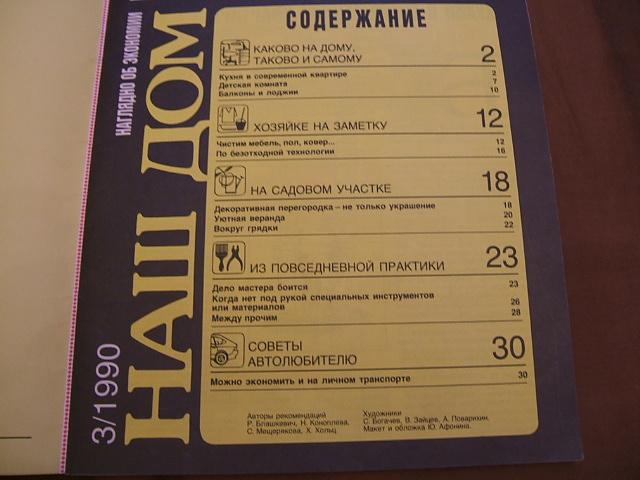 НАГЛЯДНО ОБ ЭКОНОМИИ
НАШ ДОМ
3/1990
СОДЕРЖАНИЕ
КАКОВО НА ДОМУ,
ТАКОВО И САМОМУ 2
Кухня в современной квартире 2
Детская комната 7
Балконы и лоджии 10
ХОЗЯЙКЕ НА ЗАМЕТКУ 12
Чистим мебель, пол, ковер... 12
По безотходной технологии 16
НА САДОВОМ УЧАСТКЕ 18
Декоративная перегородка – не только украшение 18
Уютная веранда 20
Вокруг грядки 22
ИЗ ПОВСЕДНЕВНОЙ ПРАКТИКИ 23
Дело мастера боится 23
Когда нет под рукой специальных инструментов
или материалов 26
Между прочим 28
СОВЕТЫ
АВТОЛЮБИТЕЛЮ 30
Можно экономить и на личном транспорте 30
Авторы рекомендаций
Р. Блашкевич, Н. Коноплева,
С. Мещерякова, Х. Хольц
Художники
С. Богачев, В. Зайцев, А. Поварихин.
Макет и обложка Ю. Афонина.